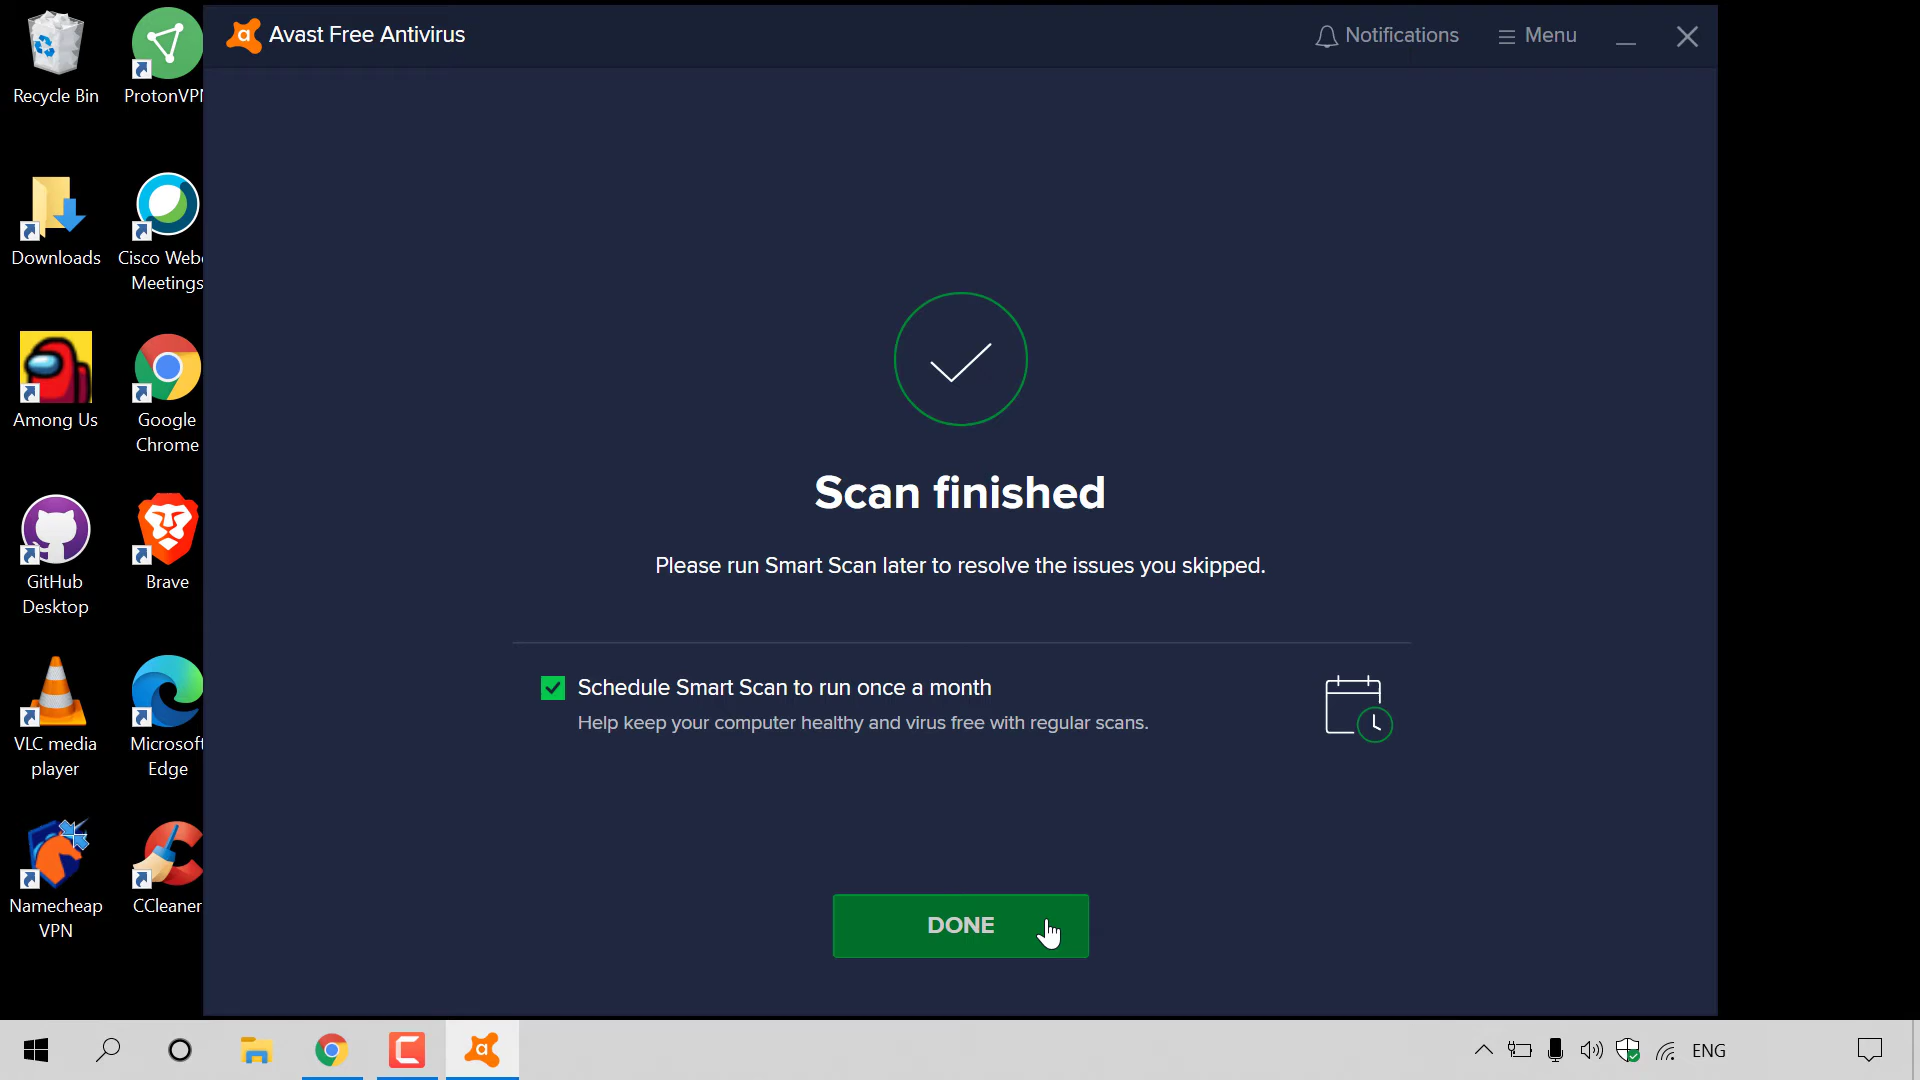 Avast Free Antivirus
Notifications
Menu
Recycle Bin
ProtonVPN
Downloads
Cisco Webe
Meetings
Among Us
Google
Chrome
GitHub
Desktop
Brave
VLC media
player
Microsoft
Edge
Namecheap
VPN
CCleaner
Scan finished
Please run Smart Scan later to resolve the issues you skipped.
Schedule Smart Scan to run once a month
Help keep your computer healthy and virus free with regular scans.
DONE
ENG